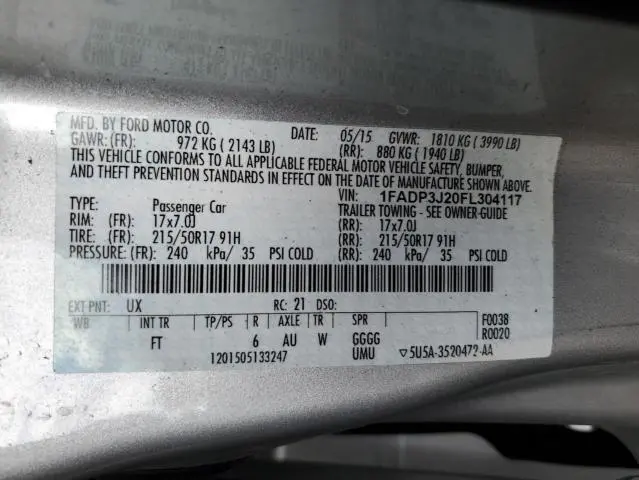 MFD. BY FORD MOTOR CO. DATE: 05/15 GVWR: 1810 KG ( 3990 LB)
GAWR: (FR): 972 KG ( 2143 LB) (RR): 880 KG ( 1940 LB)
THIS VEHICLE CONFORMS TO ALL APPLICABLE FEDERAL MOTOR VEHICLE SAFETY, BUMPER,
AND THEFT PREVENTION STANDARDS IN EFFECT ON THE DATE OF MANUFACTURE SHOWN ABOVE.
VIN: 1FADP3J20FL304117
TYPE: Passenger Car TRAILER TOWING - SEE OWNER-GUIDE
RIM: (FR): 17x7.0J (RR): 17x7.0J
TIRE: (FR): 215/50R17 91H (RR): 215/50R17 91H
PRESSURE: (FR): 240 kPa/ 35 PSI COLD (RR): 240 kPa/ 35 PSI COLD
EXT PNT: UX RC: 21 DSO:
WB INT TR TP/PS R AXLE TR SPR F0038
FT 6 AU W GGGG R0020
1201505133247 UMU ▽5U5A-3520472-AA